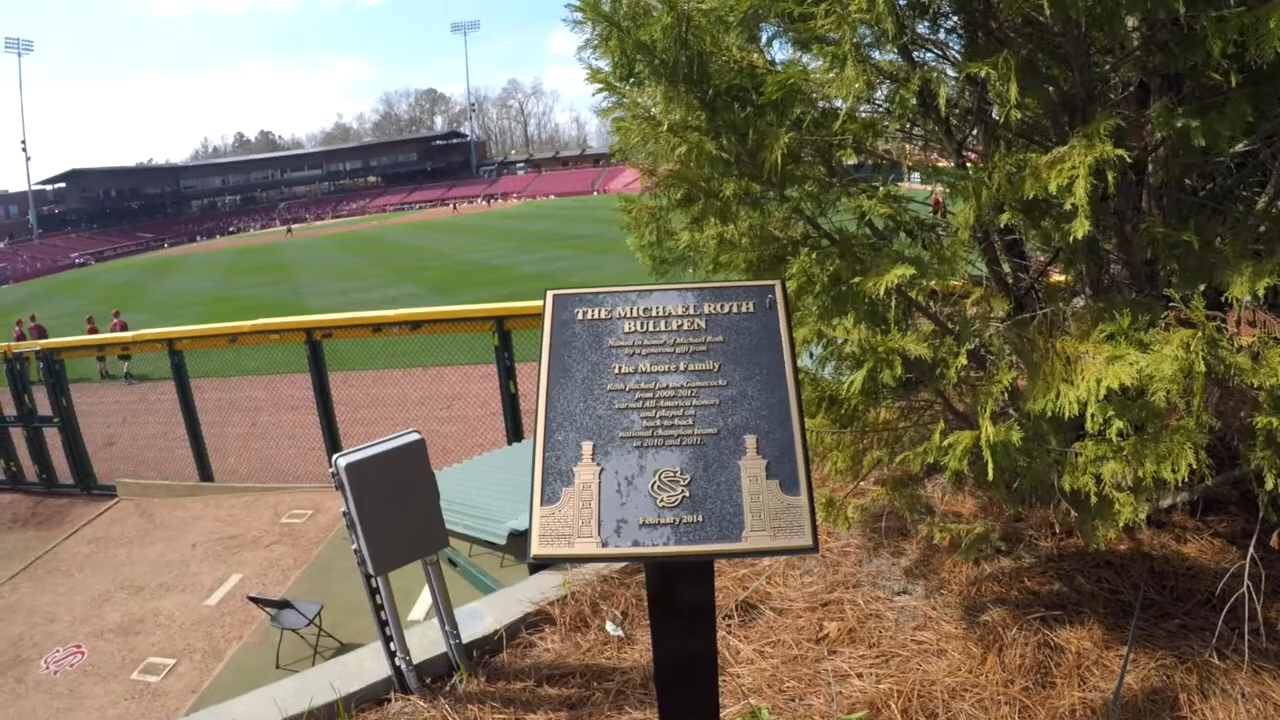 THE MICHAEL ROTH
BULLPEN
Named in honor of Michael Roth
by a generous gift from
The Moore Family
Roth pitched for the Gamecocks
from 2009-2012,
earned All-America honors
and played on
back-to-back
national champion teams
in 2010 and 2011.
SC
February 2014
SC